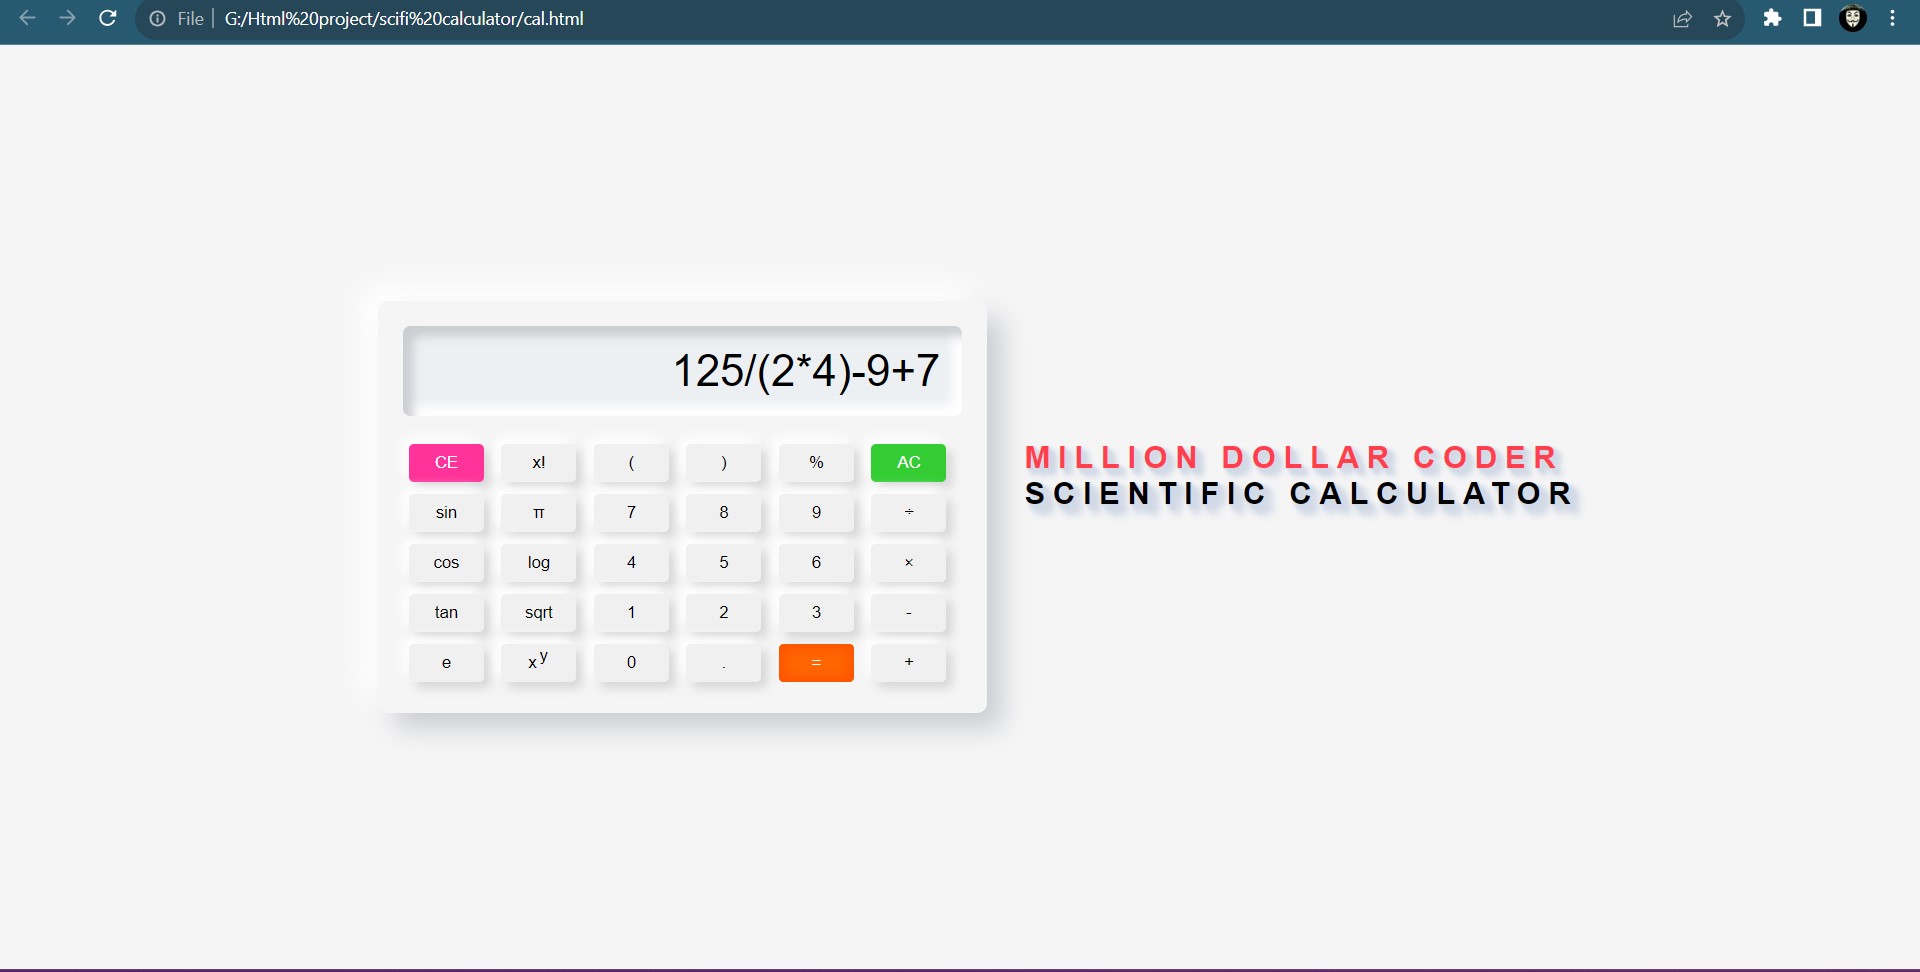 File | G:/Html%20project/scifi%20calculator/cal.html
125/(2*4)-9+7
CE x! ( ) % AC
sin π 7 8 9 ÷
cos log 4 5 6 ×
tan sqrt 1 2 3 -
e x y 0 . = +
MILLION DOLLAR CODER
SCIENTIFIC CALCULATOR